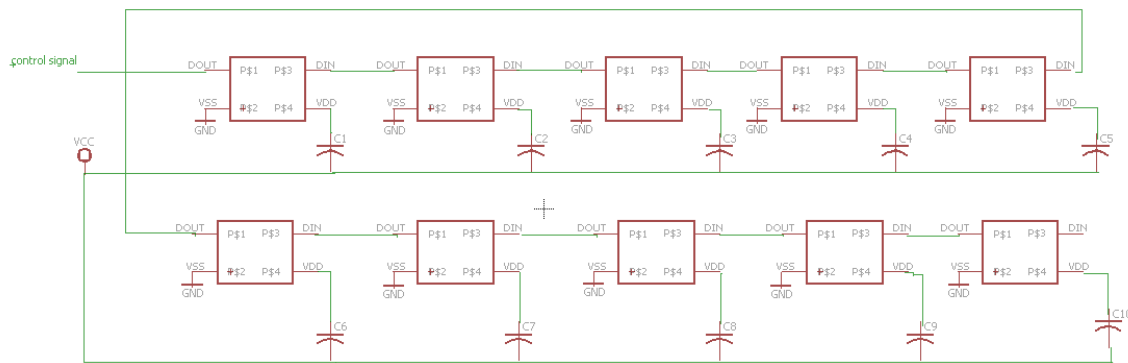 control signal
DOUT P$1 P$3 DIN DOUT P$1 P$3 DIN DOUT P$1 P$3 DIN DOUT P$1 P$3 DIN DOUT P$1 P$3 DIN
VSS P$2 P$4 VDD VSS P$2 P$4 VDD VSS P$2 P$4 VDD VSS P$2 P$4 VDD VSS P$2 P$4 VDD
GND GND GND GND GND
VCC C1 C2 C3 C4 C5
DOUT P$1 P$3 DIN DOUT P$1 P$3 DIN DOUT P$1 P$3 DIN DOUT P$1 P$3 DIN DOUT P$1 P$3 DIN
VSS P$2 P$4 VDD VSS P$2 P$4 VDD VSS P$2 P$4 VDD VSS P$2 P$4 VDD VSS P$2 P$4 VDD
GND GND GND GND GND
C6 C7 C8 C9 C10